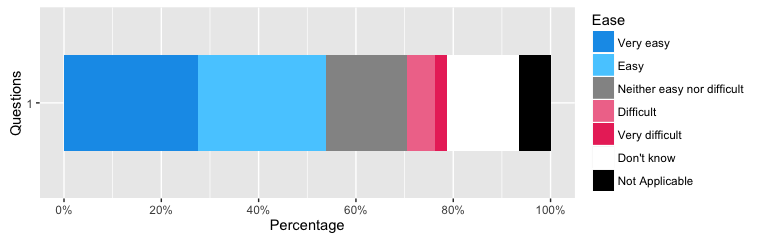 Ease
Very easy
Easy
Neither easy nor difficult
Difficult
Very difficult
Don't know
Not Applicable
Questions
1
0%
20%
40%
60%
80%
100%
Percentage